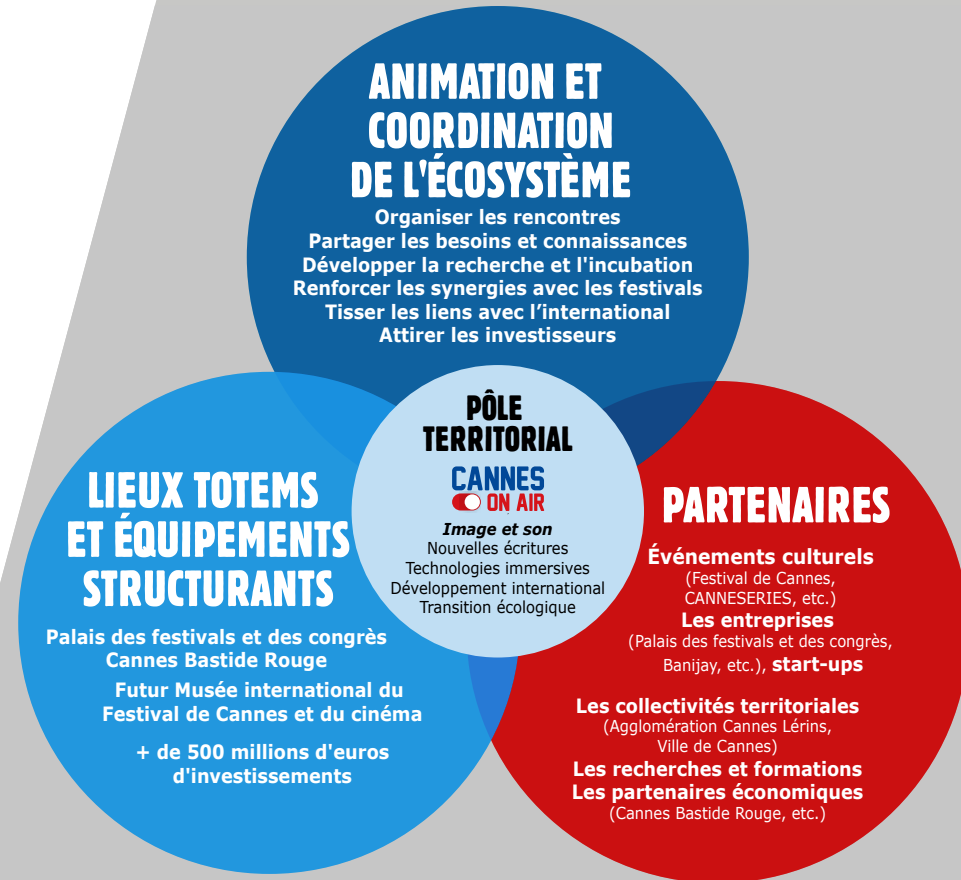 ANIMATION ET
COORDINATION
DE L'ÉCOSYSTÈME
Organiser les rencontres
Partager les besoins et connaissances
Développer la recherche et l'incubation
Renforcer les synergies avec les festivals
Tisser les liens avec l’international
Attirer les investisseurs
PÔLE
TERRITORIAL
CANNES
ON AIR
Image et son
Nouvelles écritures
Technologies immersives
Développement international
Transition écologique
LIEUX TOTEMS
ET ÉQUIPEMENTS
STRUCTURANTS
Palais des festivals et des congrès
Cannes Bastide Rouge
Futur Musée international du
Festival de Cannes et du cinéma
+ de 500 millions d'euros
d'investissements
PARTENAIRES
Événements culturels
(Festival de Cannes,
CANNESERIES, etc.)
Les entreprises
(Palais des festivals et des congrès,
Banijay, etc.), start-ups
Les collectivités territoriales
(Agglomération Cannes Lérins,
Ville de Cannes)
Les recherches et formations
Les partenaires économiques
(Cannes Bastide Rouge, etc.)